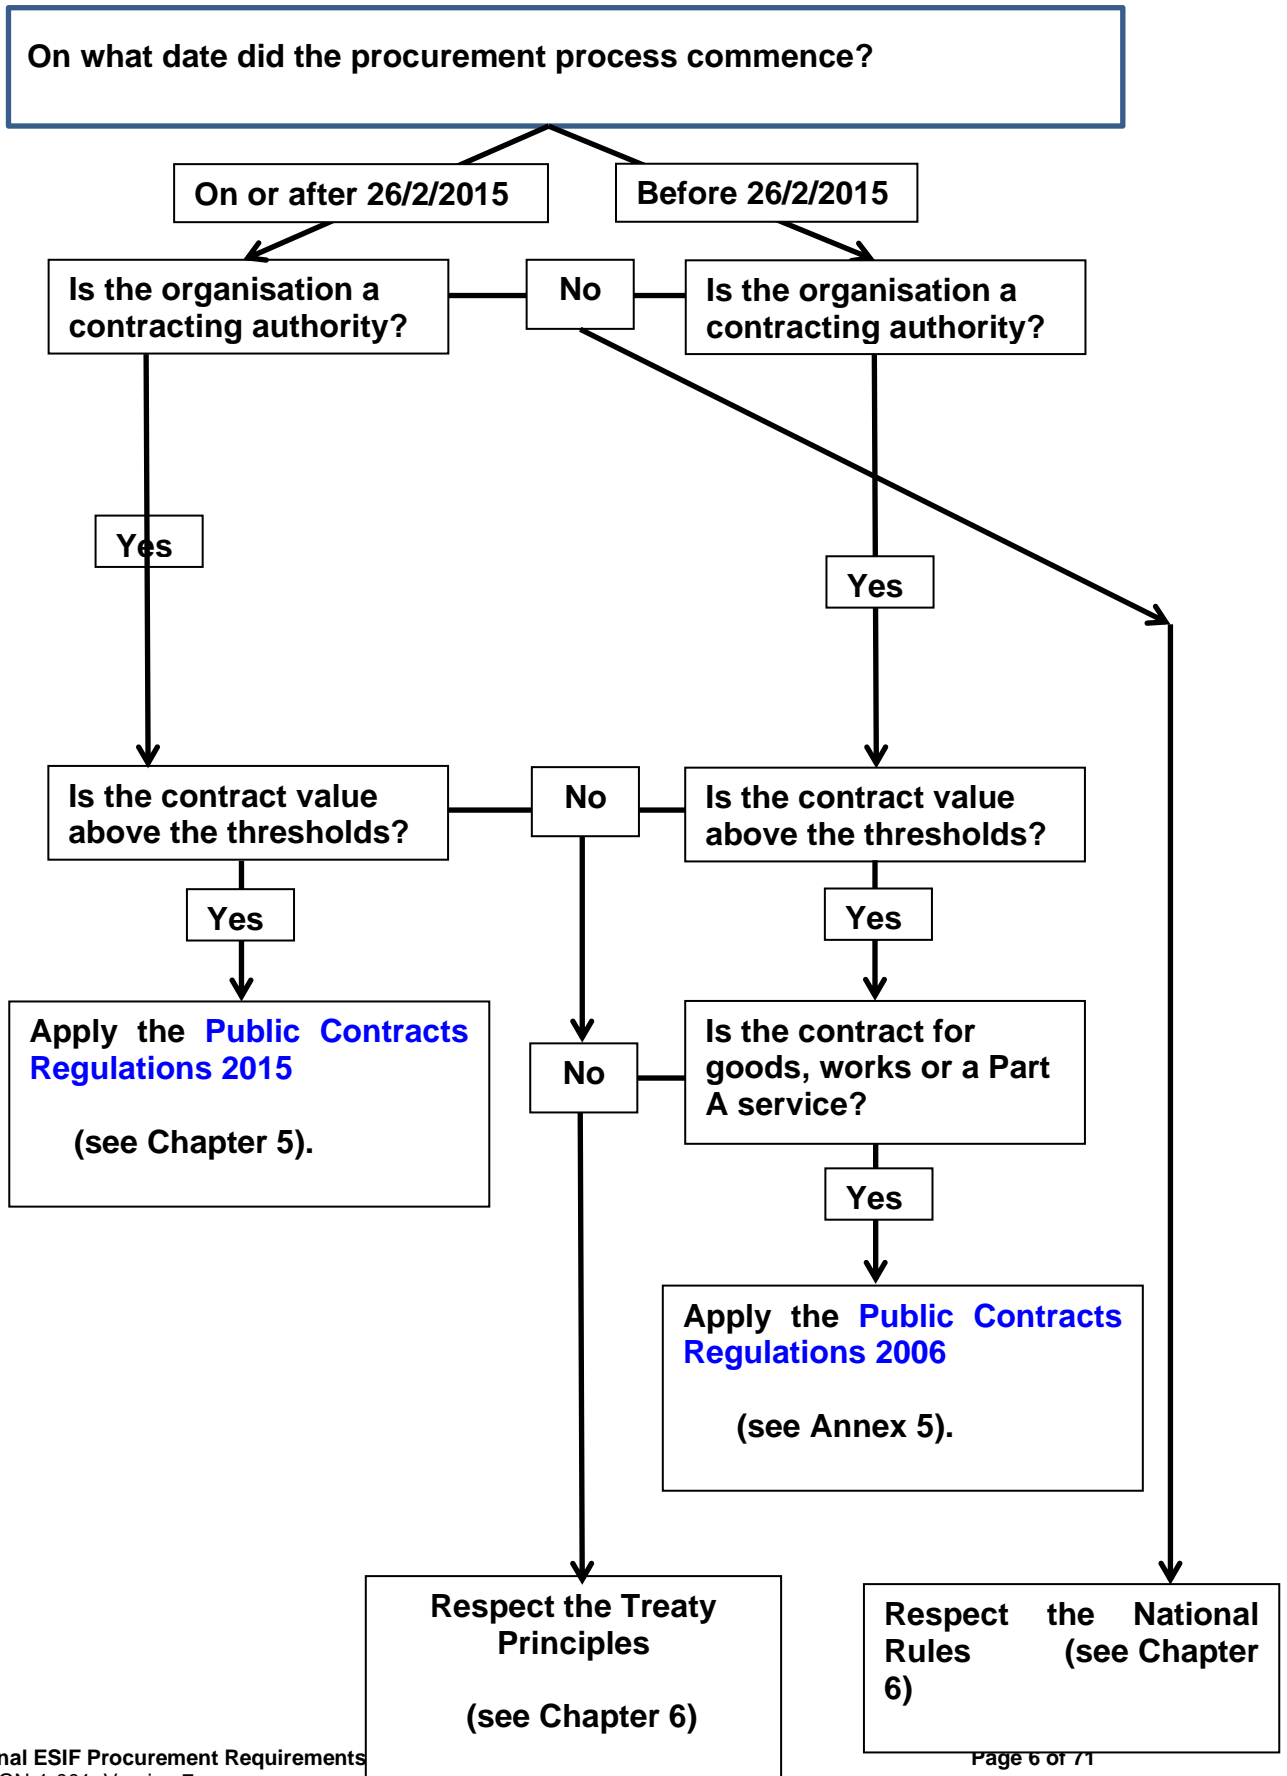 On what date did the procurement process commence?
On or after 26/2/2015
Before 26/2/2015
Is the organisation a
contracting authority?
No
Is the organisation a
contracting authority?
Yes
Yes
Is the contract value
above the thresholds?
No
Is the contract value
above the thresholds?
Yes
Yes
Apply the Public Contracts
Regulations 2015
(see Chapter 5).
No
Is the contract for
goods, works or a Part
A service?
Yes
Apply the Public Contracts
Regulations 2006
(see Annex 5).
Respect the Treaty
Principles
(see Chapter 6)
Respect the National
Rules (see Chapter
6)
nal ESIF Procurement Requirements
Page 6 of 71